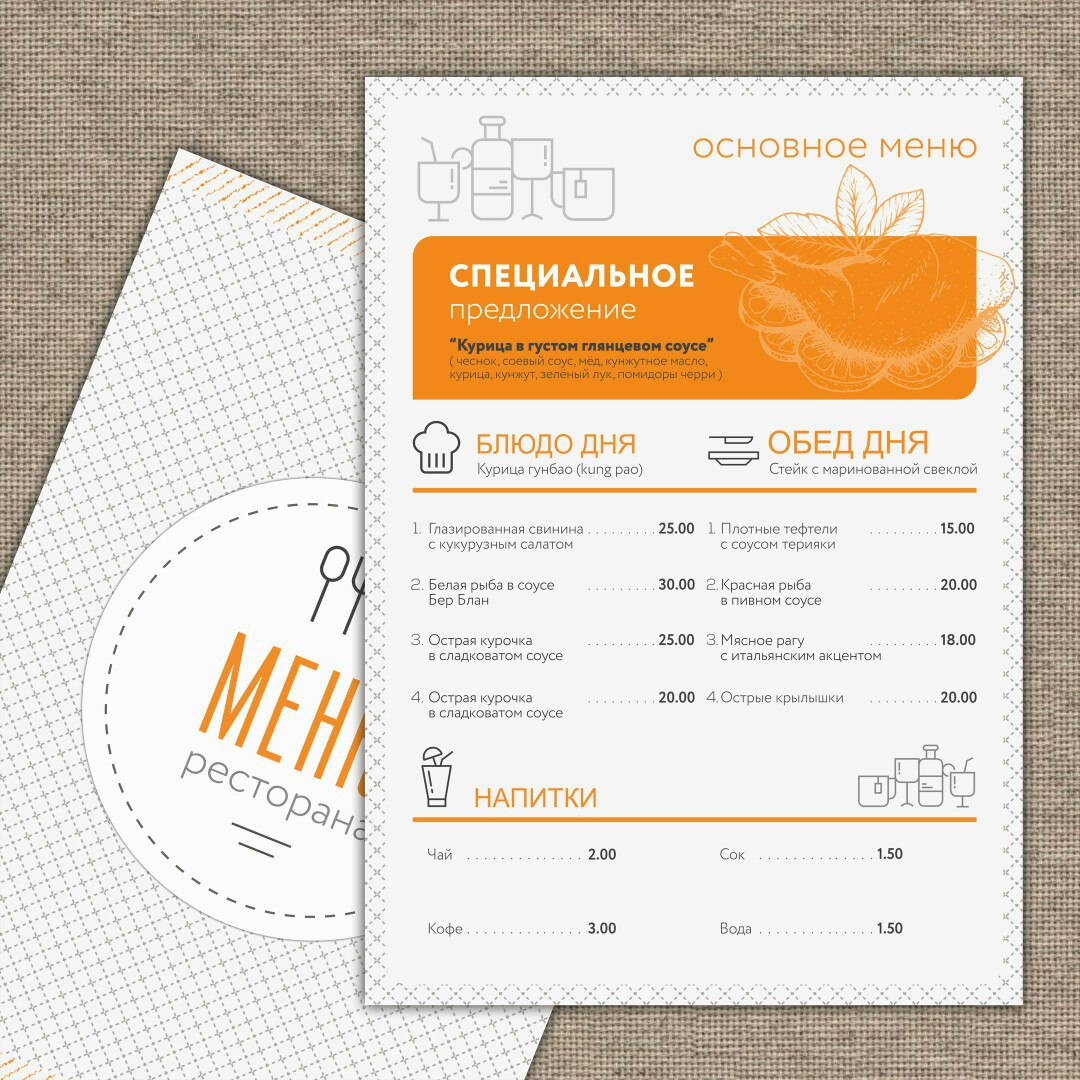 ОСНОВНОЕ МЕНЮ
СПЕЦИАЛЬНОЕ
предложение
“Курица в густом глянцевом соусе”
( чеснок, соевый соус, мёд, кунжутное масло,
курица, кунжут, зеленый лук, помидоры черри )
БЛЮДО ДНЯ
Курица гунбао (kung pao)
ОБЕД ДНЯ
Стейк с маринованной свеклой
1. Глазированная свинина . . . . . . . . . . 25.00
с кукурузным салатом
2. Белая рыба в соусе . . . . . . . . . . 30.00
Бер Блан
3. Острая курочка . . . . . . . . . . 25.00
в сладковатом соусе
4. Острая курочка . . . . . . . . . . 20.00
в сладковатом соусе
1. Плотные тефтели . . . . . . . . . . 15.00
с соусом терияки
2. Красная рыба . . . . . . . . . . 20.00
в пивном соусе
3. Мясное рагу . . . . . . . . . . 18.00
с итальянским акцентом
4. Острые крылышки . . . . . . . . . . 20.00
НАПИТКИ
Чай . . . . . . . . . . . . . . 2.00
Кофе . . . . . . . . . . . . . . 3.00
Сок . . . . . . . . . . . . . . 1.50
Вода . . . . . . . . . . . . . . 1.50
МЕНЮ
ресторана